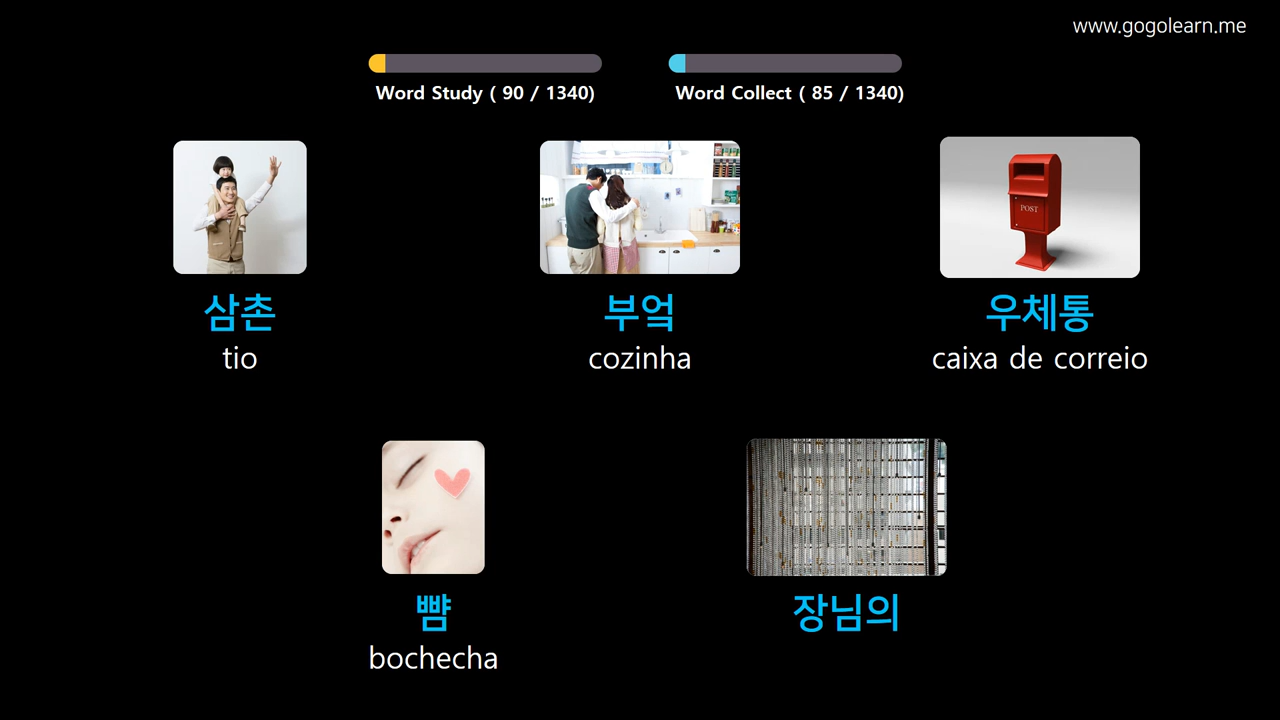 www.gogolearn.me
Word Study ( 90 / 1340)
Word Collect ( 85 / 1340)
삼촌
tio
부엌
cozinha
POST
우체통
caixa de correio
뺨
bochecha
장님의